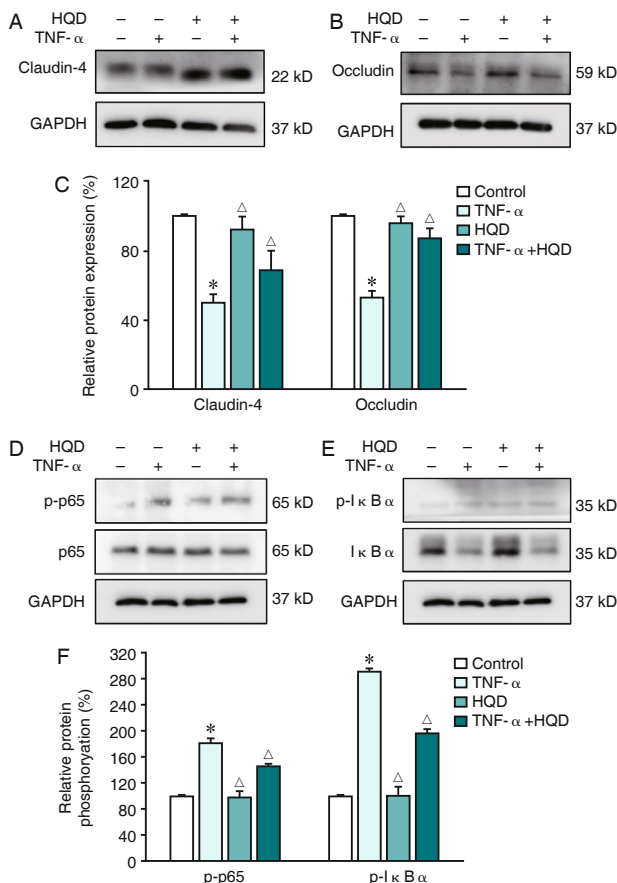 A
HQD – – + +
TNF-α – + – +
Claudin-4 22 kD
GAPDH 37 kD
B
HQD – – + +
TNF-α – + – +
Occludin 59 kD
GAPDH 37 kD
C
Relative protein expression (%)
120
80
40
0
* △ △
* △ △
Claudin-4 Occludin
Control
TNF-α
HQD
TNF-α+HQD
D
HQD – – + +
TNF-α – + – +
p-p65 65 kD
p65 65 kD
GAPDH 37 kD
E
HQD – – + +
TNF-α – + – +
p-IκBα 35 kD
IκBα 35 kD
GAPDH 37 kD
F
Relative protein
phosphoryation (%)
320
280
240
200
160
120
80
40
0
* △ △
* △ △
p-p65 p-IκBα
Control
TNF-α
HQD
TNF-α+HQD